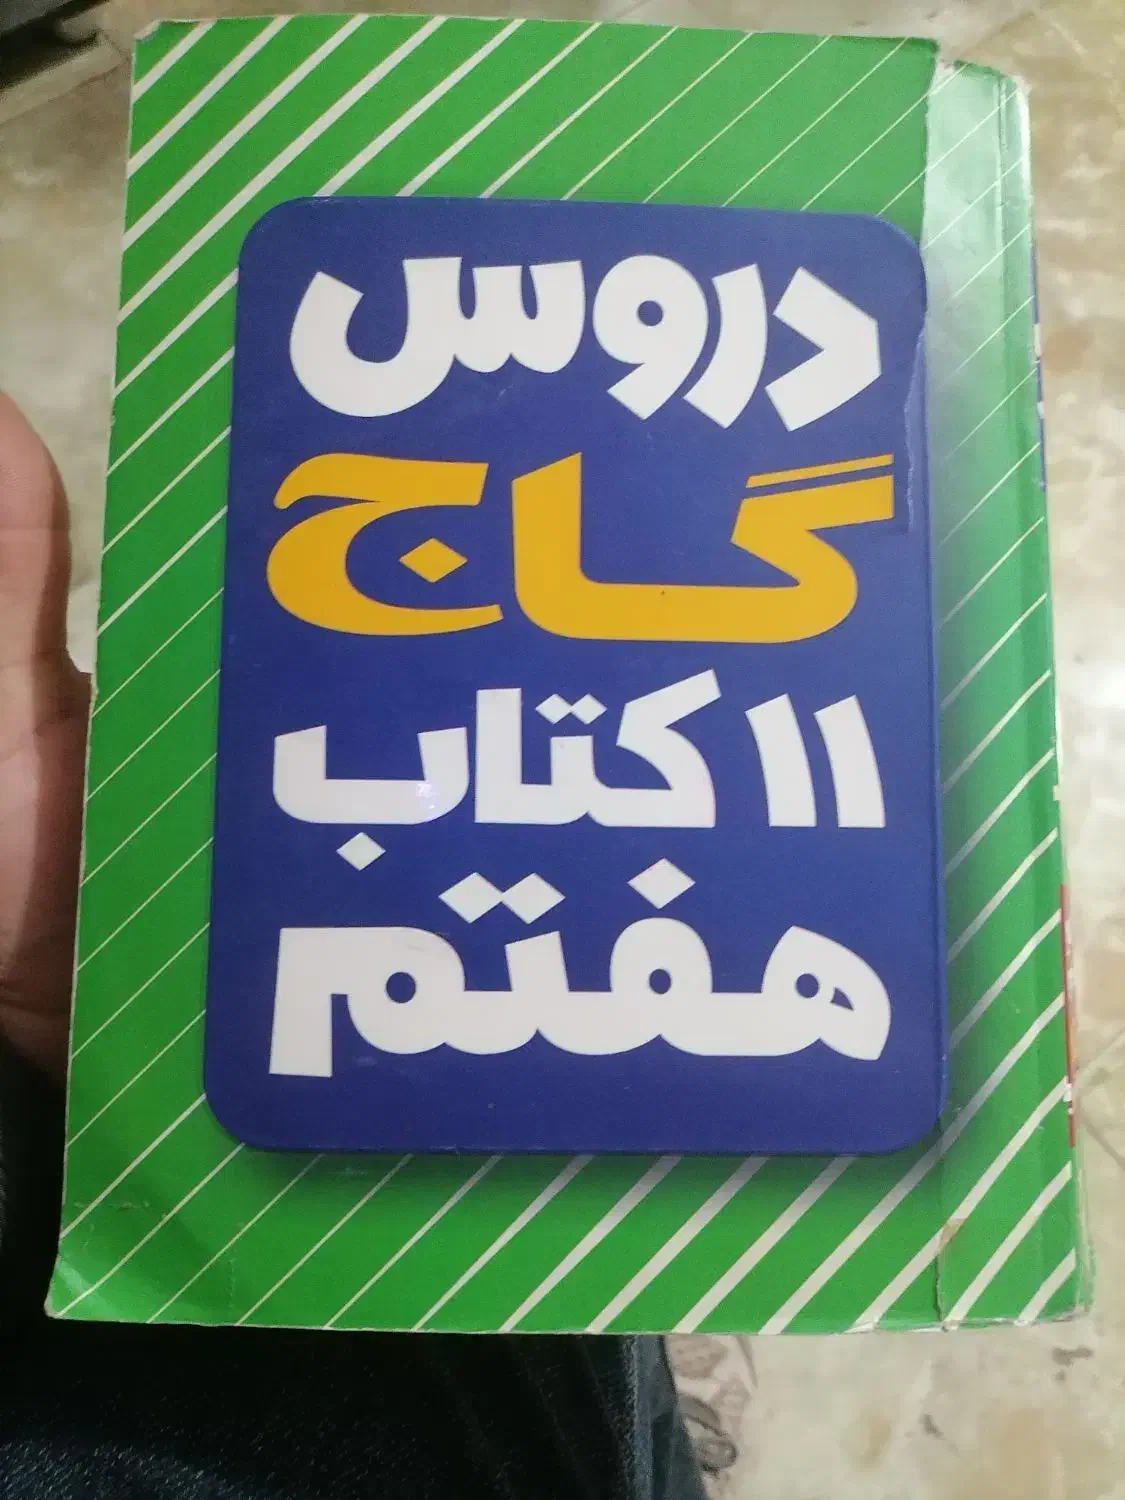 دروس
گاج
۱۱ کتاب
هفتم